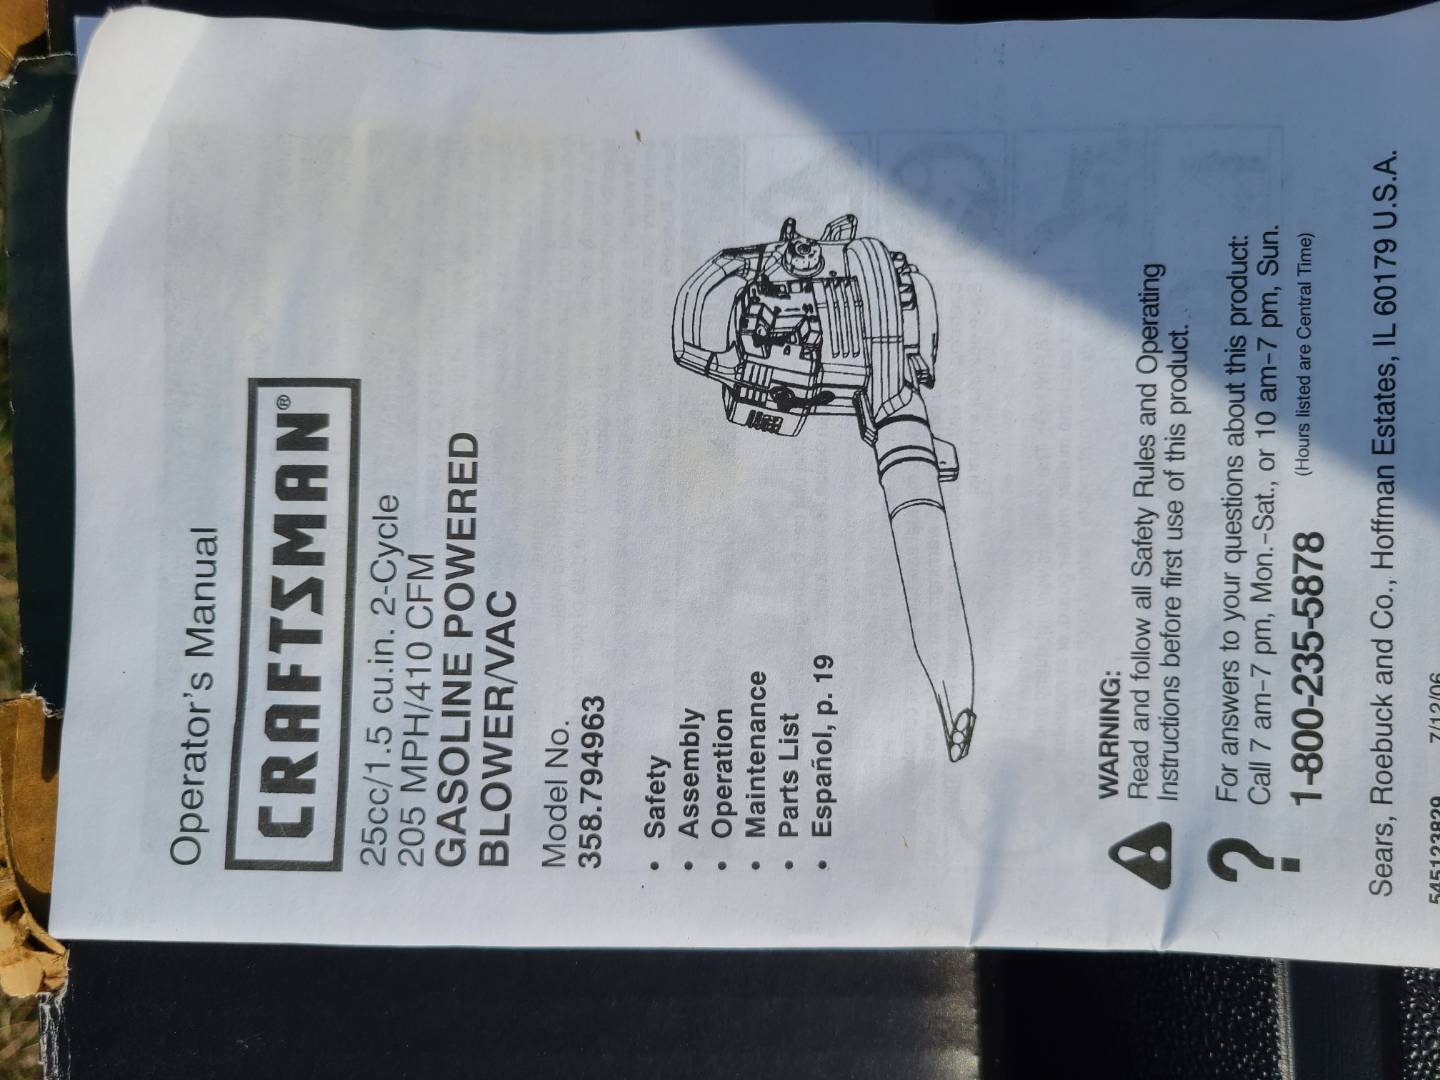 Operator's Manual
CRAFTSMAN®
25cc/1.5 cu.in. 2-Cycle
205 MPH/410 CFM
GASOLINE POWERED
BLOWER/VAC
Model No.
358.794963
• Safety
• Assembly
• Operation
• Maintenance
• Parts List
• Español, p. 19
WARNING:
Read and follow all Safety Rules and Operating
Instructions before first use of this product.
For answers to your questions about this product:
Call 7 am–7 pm, Mon.–Sat., or 10 am–7 pm, Sun.
1-800-235-5878 (Hours listed are Central Time)
Sears, Roebuck and Co., Hoffman Estates, IL 60179 U.S.A.
545123829 7/12/06